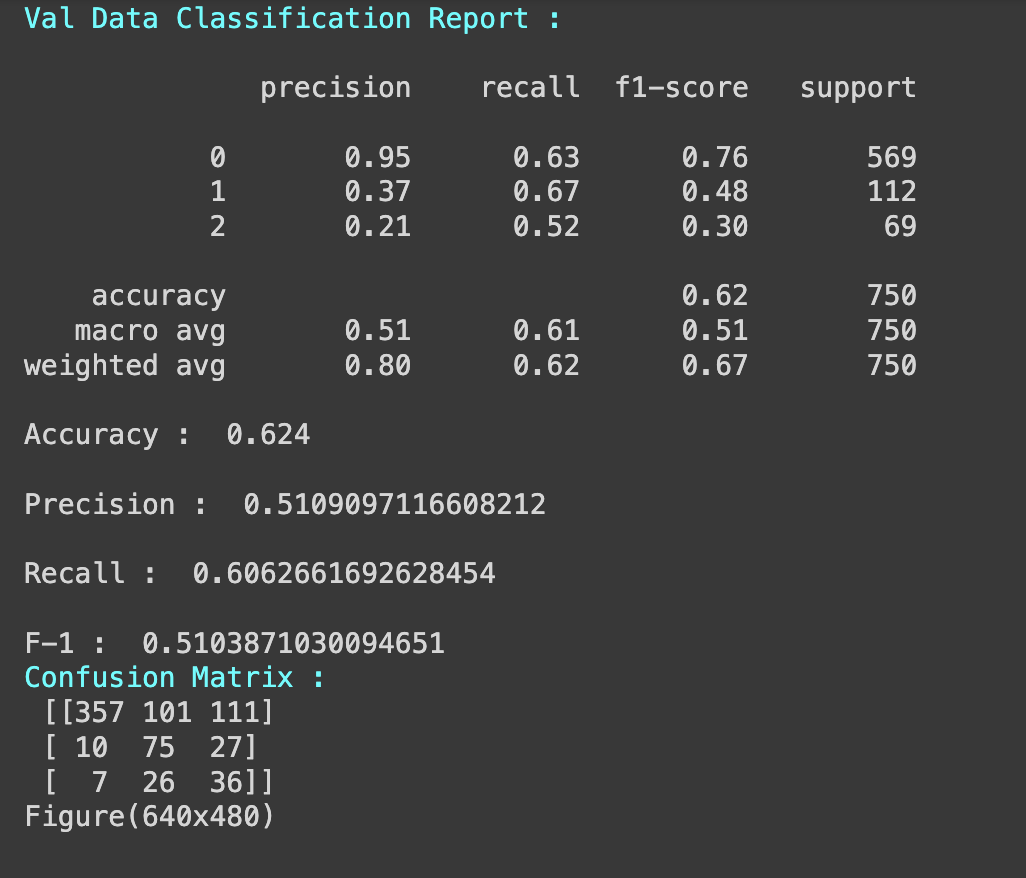 Val Data Classification Report :
precision recall f1-score support
0 0.95 0.63 0.76 569
1 0.37 0.67 0.48 112
2 0.21 0.52 0.30 69
accuracy 0.62 750
macro avg 0.51 0.61 0.51 750
weighted avg 0.80 0.62 0.67 750
Accuracy : 0.624
Precision : 0.5109097116608212
Recall : 0.6062661692628454
F-1 : 0.5103871030094651
Confusion Matrix :
[[357 101 111]
[ 10 75 27]
[ 7 26 36]]
Figure(640x480)